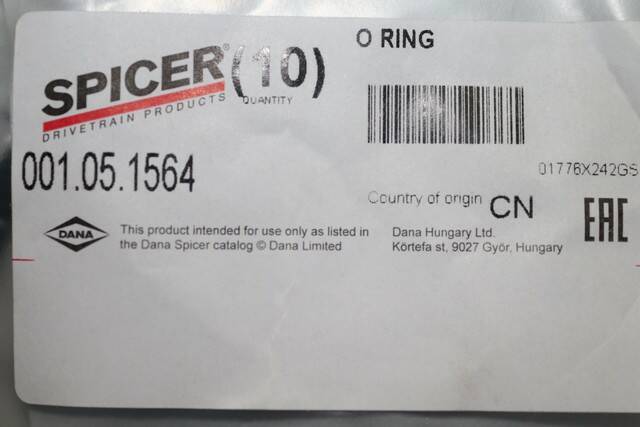 O RING
SPICER®
(10)
QUANTITY
DRIVETRAIN PRODUCTS
001.05.1564
01776X242GS
Country of origin CN
EAC
DANA
This product intended for use only as listed in
the Dana Spicer catalog © Dana Limited
Dana Hungary Ltd.
Körtefa st, 9027 Győr, Hungary